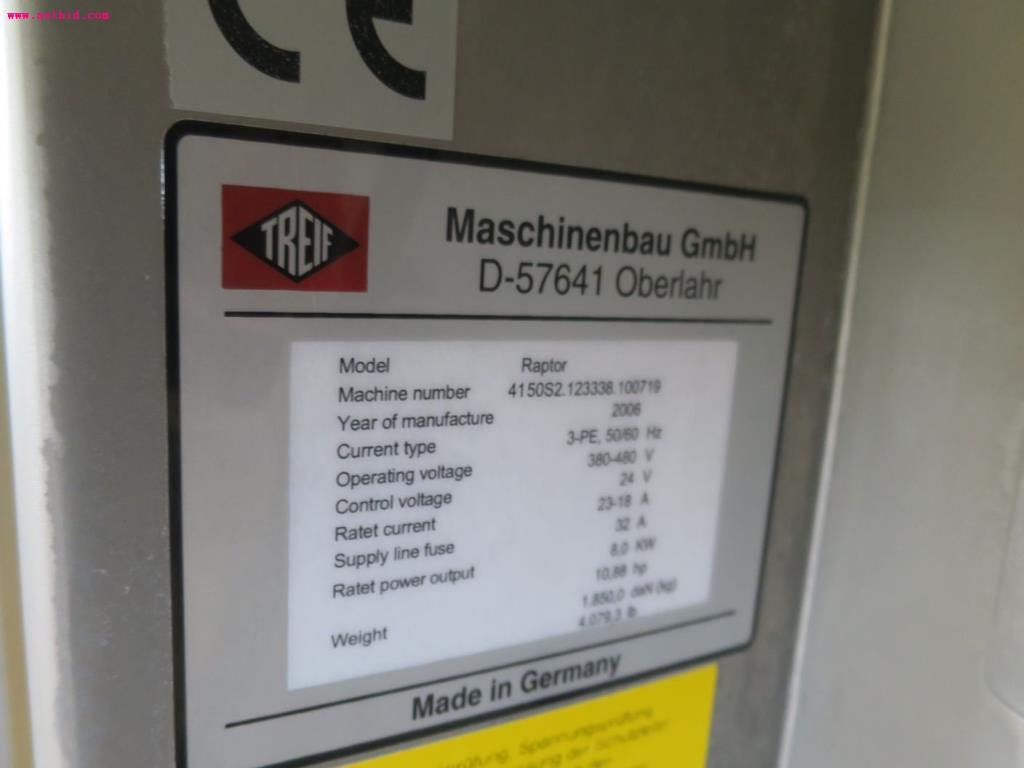 www.netbid.com
CE
TREIF
Maschinenbau GmbH
D-57641 Oberlahr
Model Raptor
Machine number 4150S2.123338.100719
Year of manufacture 2006
Current type 3-PE, 50/60 Hz
Operating voltage 380-480 V
Control voltage 24 V
Ratet current 23-18 A
Supply line fuse 32 A
Ratet power output 8,0 KW
10,88 hp
Weight 1.850,0 daN (kg)
4.079,3 lb
Made in Germany
Spannungsprüfung